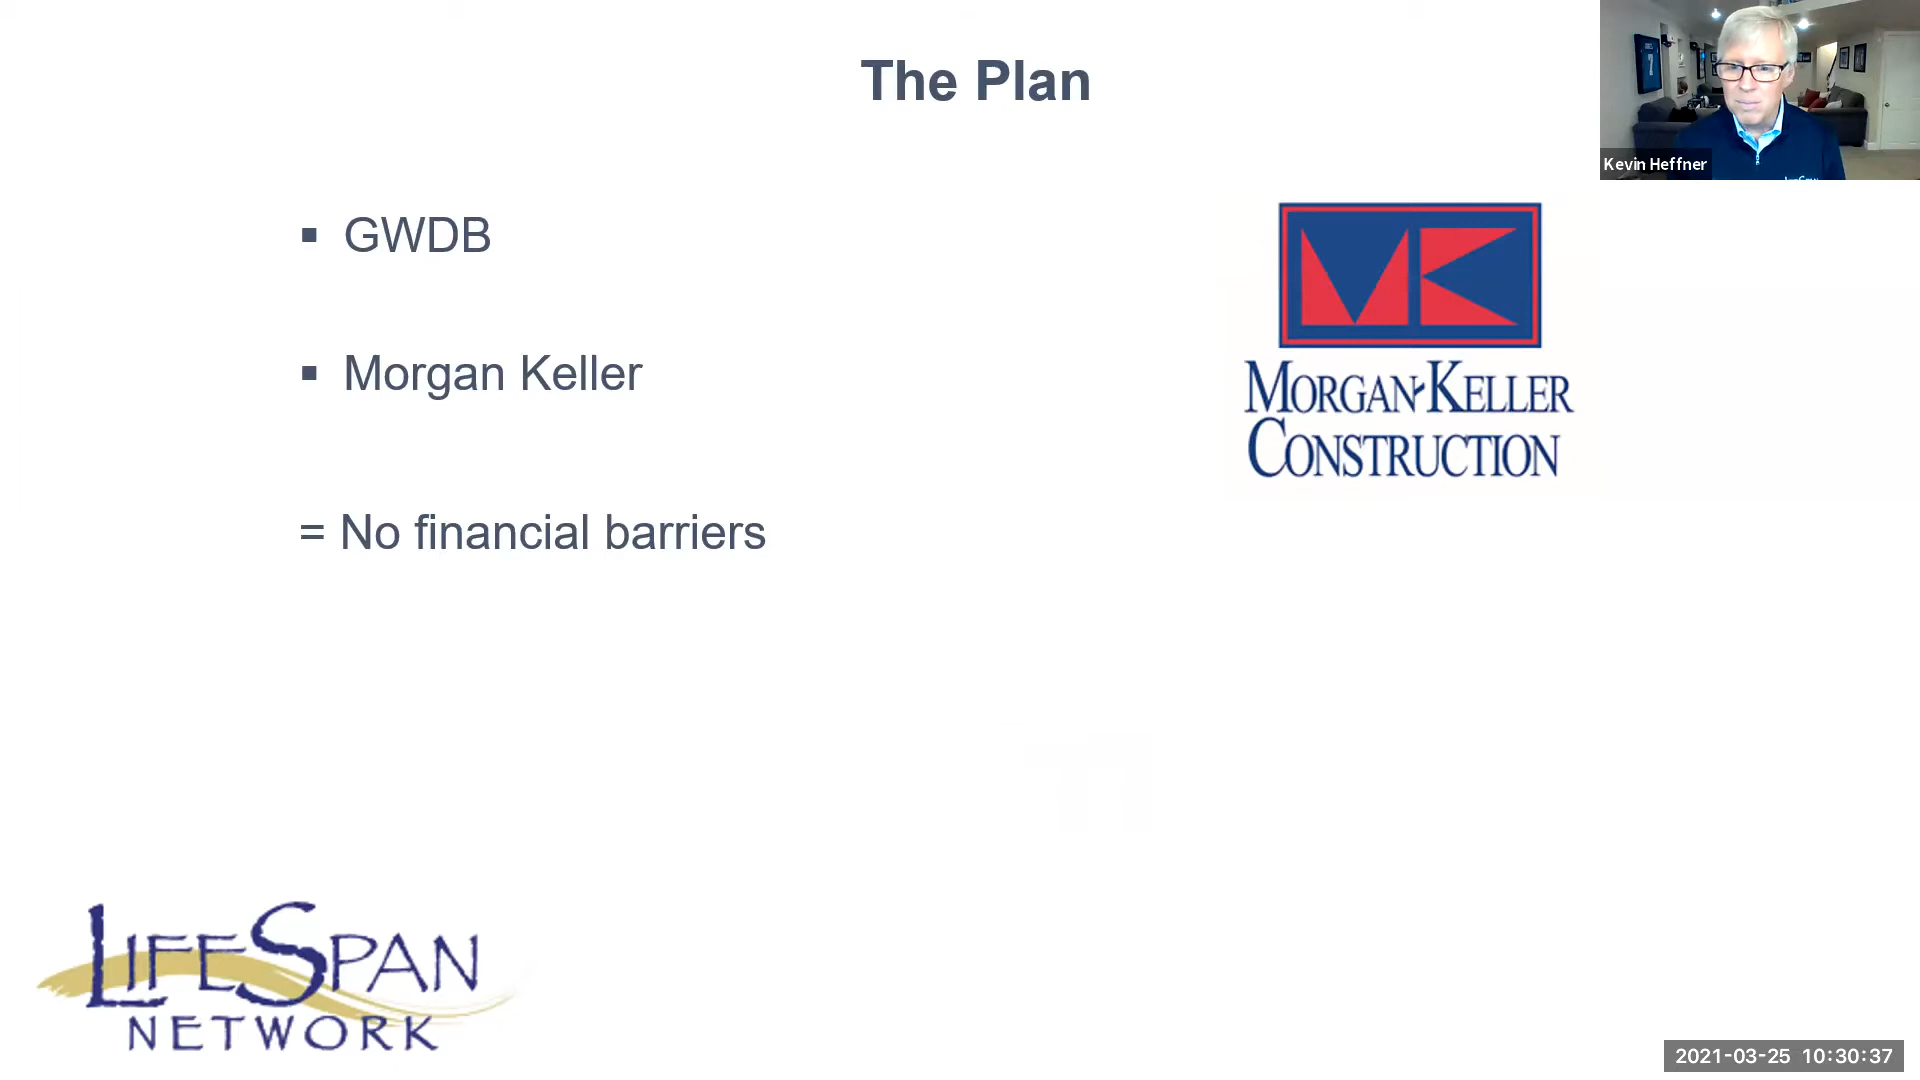 The Plan
Kevin Heffner
▪ GWDB
▪ Morgan Keller
= No financial barriers
MORGAN-KELLER
CONSTRUCTION
LIFESPAN
NETWORK
2021-03-25 10:30:37